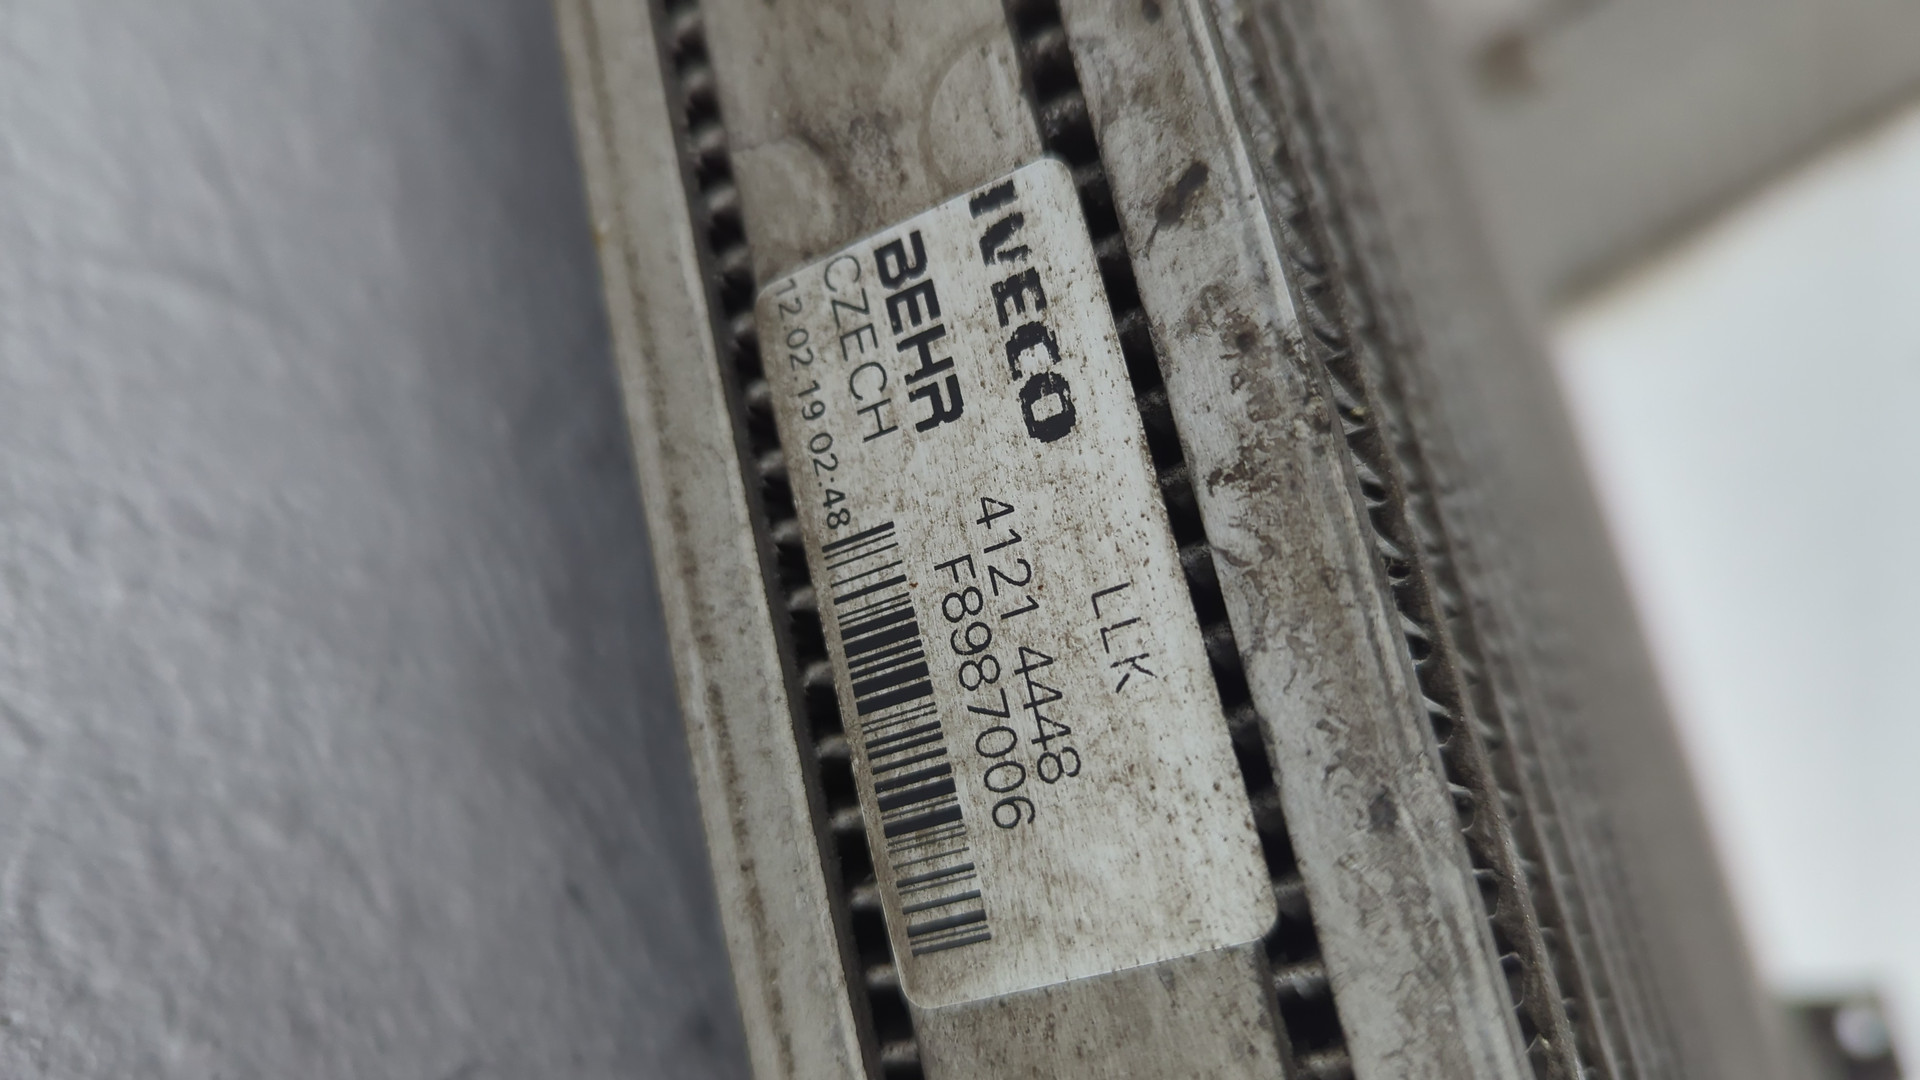 LLK
IVECO
4121 4448
BEHR
F8987006
CZECH
12 02 19 02:48